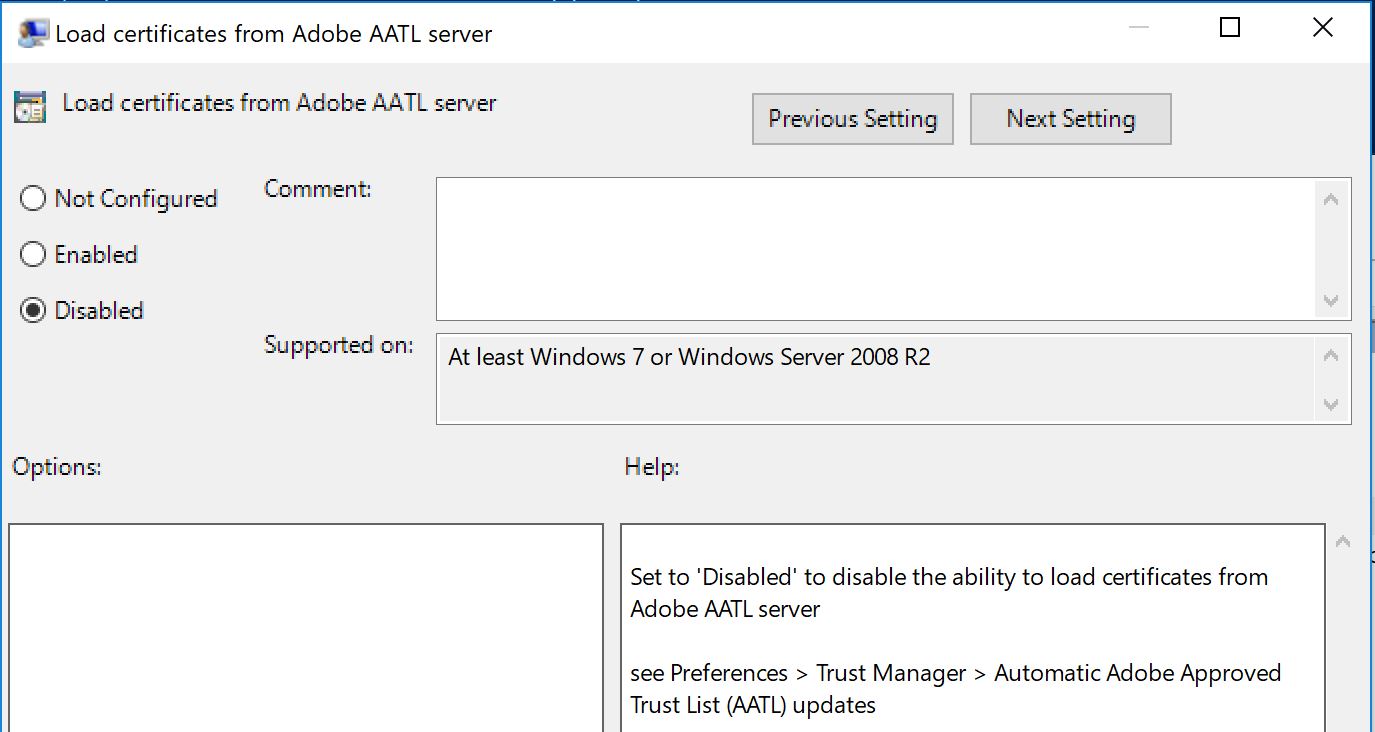 Load certificates from Adobe AATL server
Load certificates from Adobe AATL server
Previous Setting
Next Setting
Not Configured
Comment:
Enabled
Disabled
Supported on:
At least Windows 7 or Windows Server 2008 R2
Options:
Help:
Set to 'Disabled' to disable the ability to load certificates from
Adobe AATL server
see Preferences > Trust Manager > Automatic Adobe Approved
Trust List (AATL) updates